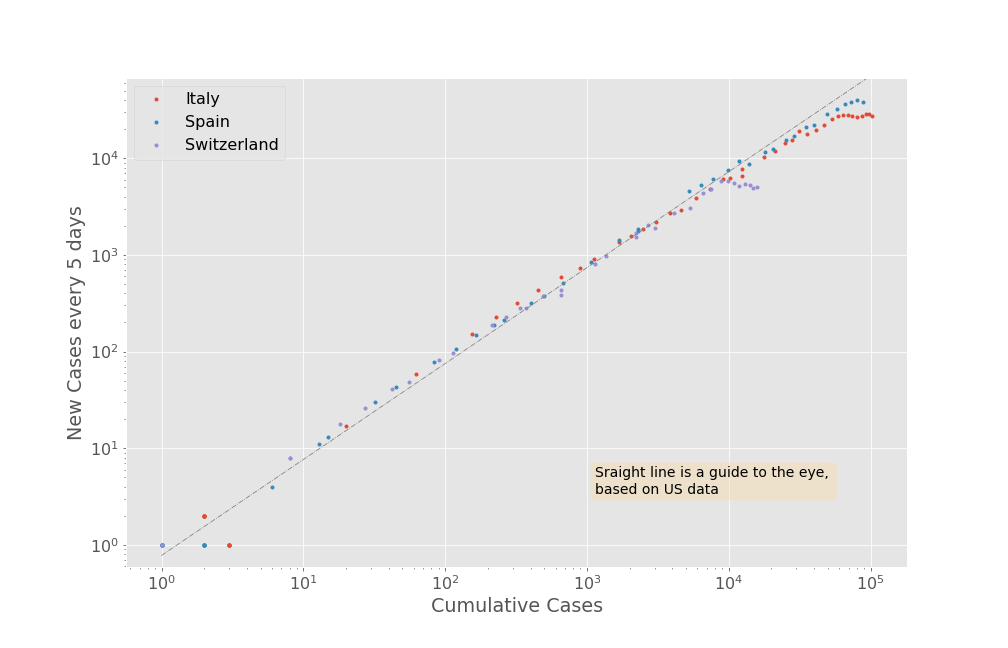 Italy
Spain
Switzerland
New Cases every 5 days
10⁴
10³
10²
10¹
10⁰
Sraight line is a guide to the eye,
based on US data
10⁰ 10¹ 10² 10³ 10⁴ 10⁵
Cumulative Cases